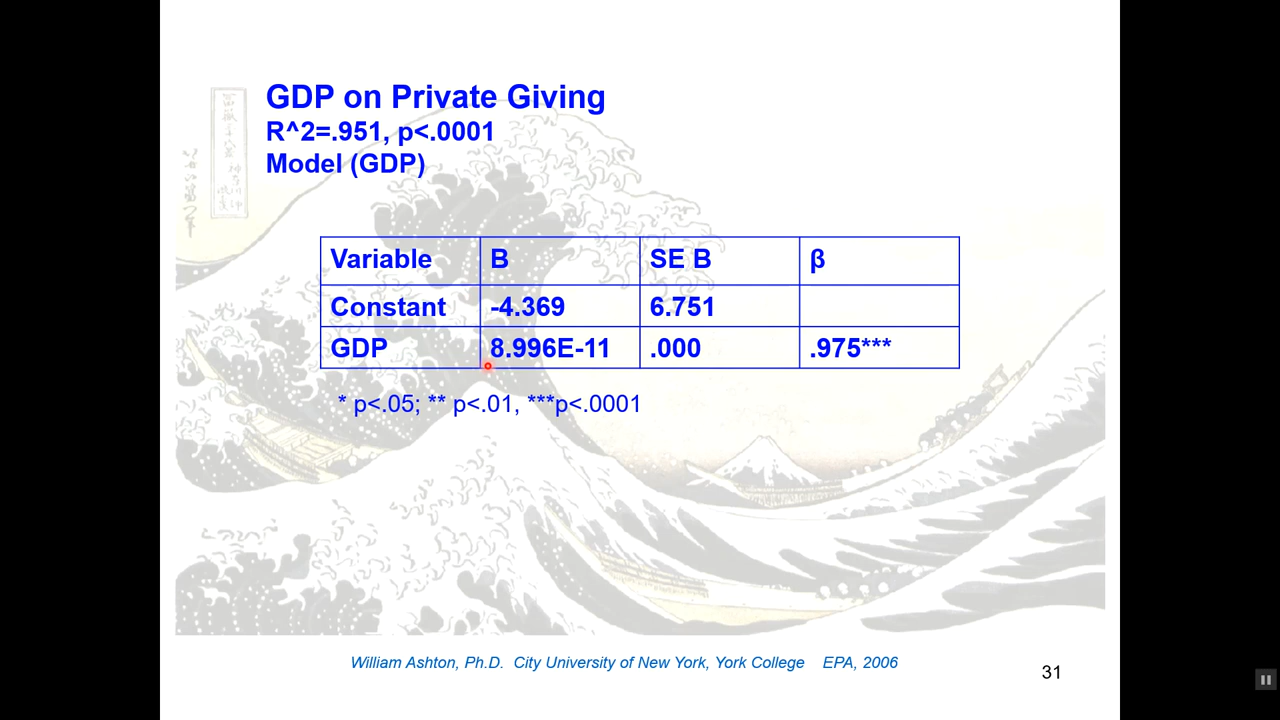 GDP on Private Giving
R^2=.951, p<.0001
Model (GDP)
Variable B SE B β
Constant -4.369 6.751
GDP 8.996E-11 .000 .975***
* p<.05; ** p<.01, ***p<.0001
William Ashton, Ph.D. City University of New York, York College EPA, 2006
31